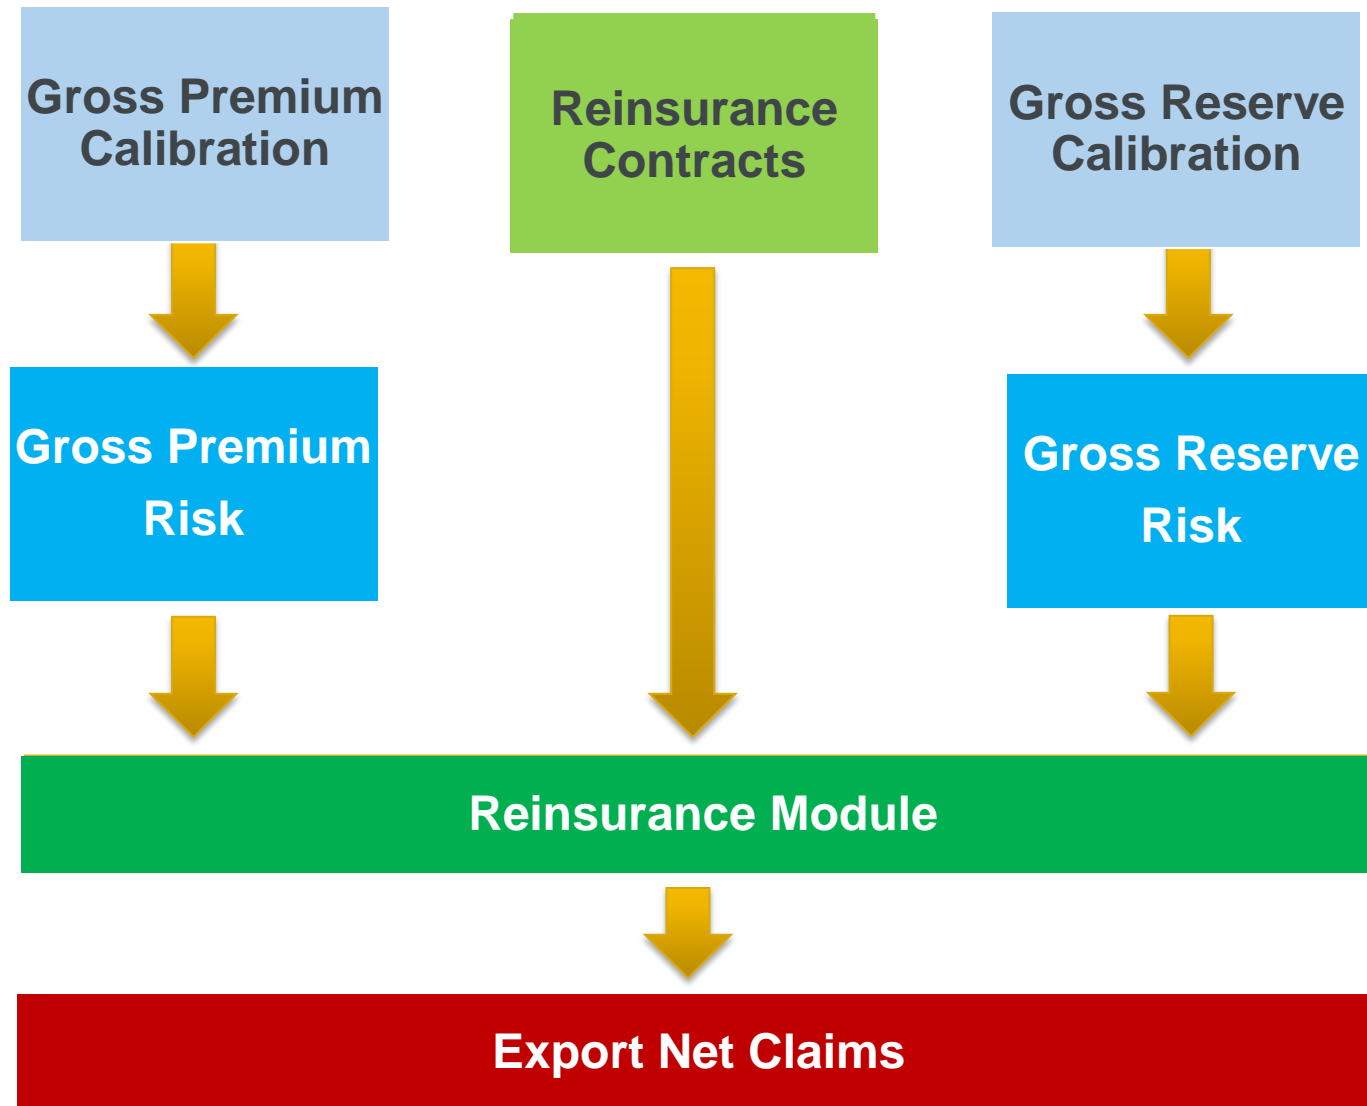 Gross Premium
Calibration
Reinsurance
Contracts
Gross Reserve
Calibration
Gross Premium
Risk
Gross Reserve
Risk
Reinsurance Module
Export Net Claims